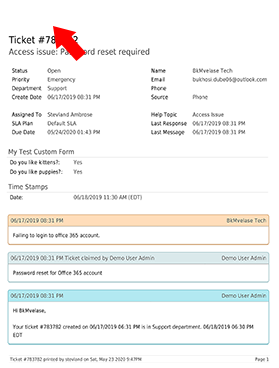 Ticket #783782
Access issue: Password reset required
Status Open Name BkMvelase Tech
Priority Emergency Email bukhosi.dube05@outlook.com
Department Support Phone
Create Date 06/17/2019 08:31 PM Source Phone
Assigned To Stevland Ambrose Help Topic Access Issue
SLA Plan Default SLA Last Response 06/17/2019 08:31 PM
Due Date 05/24/2020 01:43 PM Last Message 06/17/2019 08:31 PM
My Test Custom Form
Do you like kittens?: Yes
Do you like puppies?: Yes
Time Stamps
Date: 06/18/2019 11:30 AM (EDT)
06/17/2019 08:31 PM BkMvelase Tech
Failing to login to office 365 account.
06/17/2019 08:31 PM Ticket claimed by Demo User Admin Demo User Admin
Password reset for Office 365 account
06/17/2019 08:31 PM Demo User Admin
Hi BkMvelase,
Your ticket #783782 created on 06/17/2019 06:31 PM is in Support department. 06/18/2019 06:30 PM
EDT
Ticket #783782 printed by stevland on Sat, May 23 2020 9:47PM Page 1